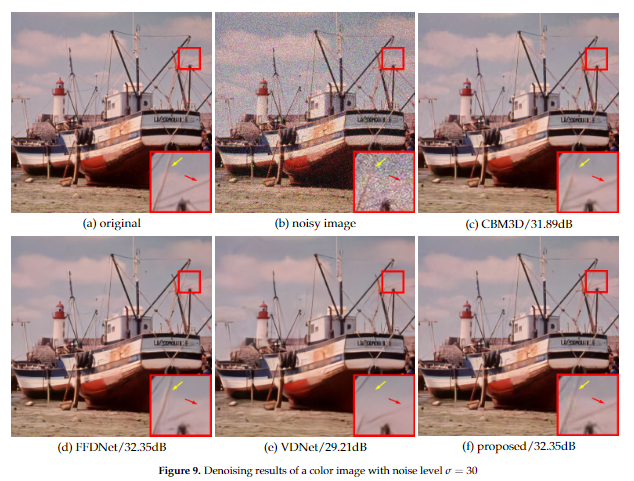 (a) original
(b) noisy image
(c) CBM3D/31.89dB
(d) FFDNet/32.35dB
(e) VDNet/29.21dB
(f) proposed/32.35dB
Figure 9. Denoising results of a color image with noise level σ = 30